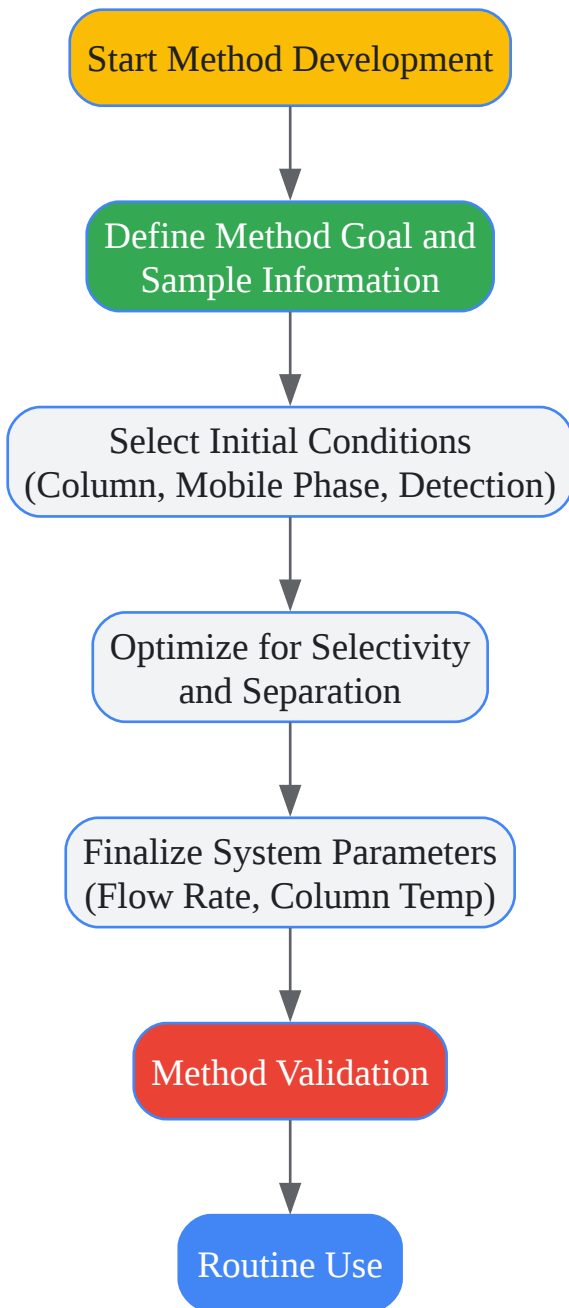 Start Method Development
Define Method Goal and
Sample Information
Select Initial Conditions
(Column, Mobile Phase, Detection)
Optimize for Selectivity
and Separation
Finalize System Parameters
(Flow Rate, Column Temp)
Method Validation
Routine Use